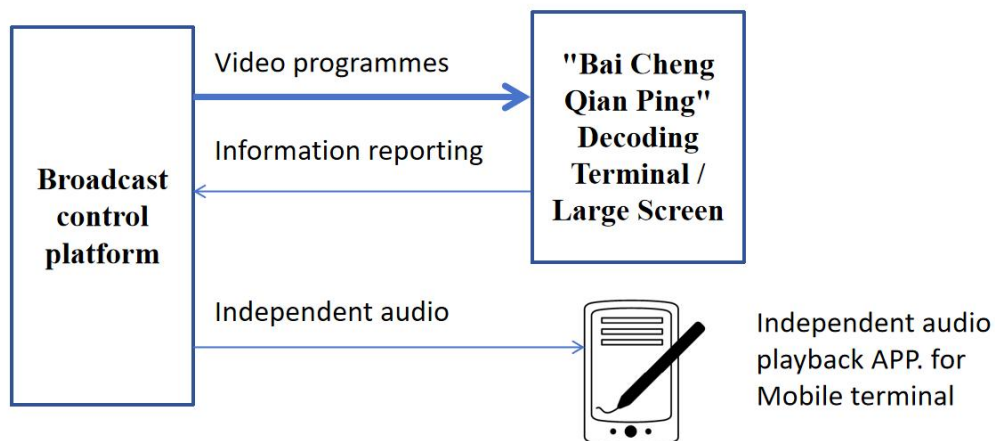 Video programmes
"Bai Cheng
Qian Ping"
Decoding
Terminal /
Large Screen
Information reporting
Broadcast
control
platform
Independent audio
Independent audio
playback APP. for
Mobile terminal